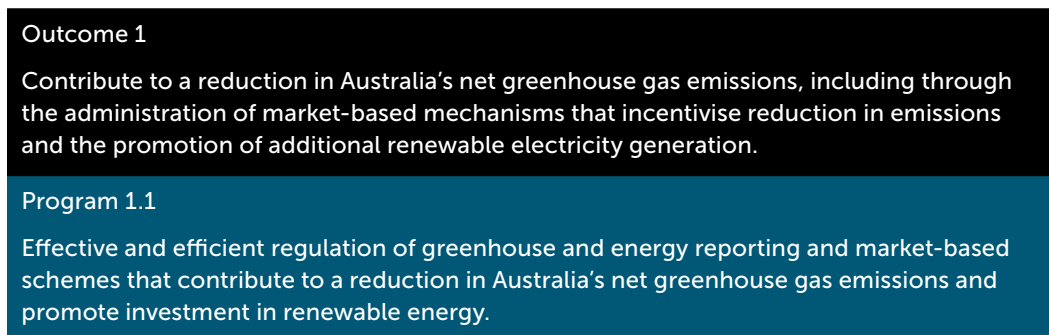 Outcome 1
Contribute to a reduction in Australia’s net greenhouse gas emissions, including through
the administration of market-based mechanisms that incentivise reduction in emissions
and the promotion of additional renewable electricity generation.
Program 1.1
Effective and efficient regulation of greenhouse and energy reporting and market-based
schemes that contribute to a reduction in Australia’s net greenhouse gas emissions and
promote investment in renewable energy.